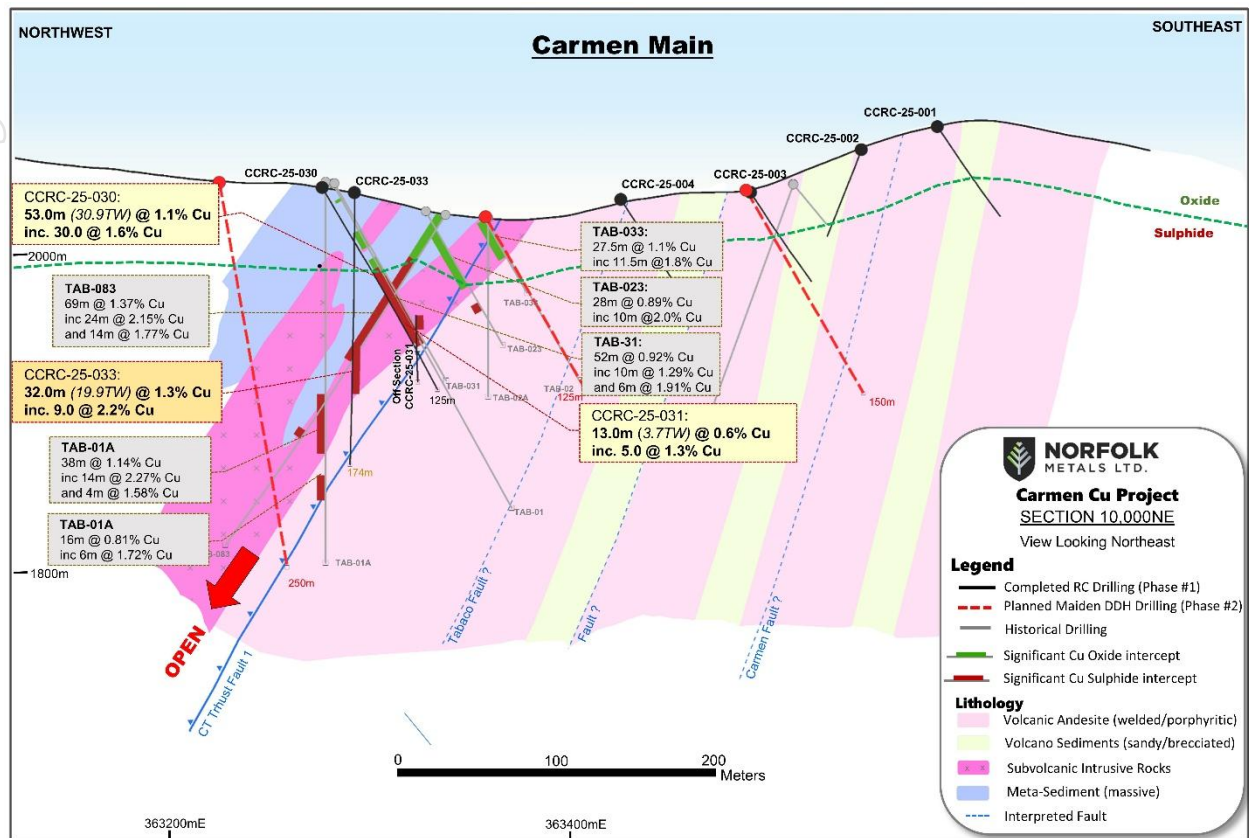 NORTHWEST
SOUTHEAST
Carmen Main
CCRC-25-001
CCRC-25-002
CCRC-25-003
CCRC-25-004
CCRC-25-030
CCRC-25-033
CCRC-25-030:
53.0m (30.9TW) @ 1.1% Cu
inc. 30.0 @ 1.6% Cu
Oxide
Sulphide
2000m
TAB-033:
27.5m @ 1.1% Cu
inc 11.5m @1.8% Cu
TAB-083
69m @ 1.37% Cu
inc 24m @ 2.15% Cu
and 14m @ 1.77% Cu
TAB-023:
28m @ 0.89% Cu
inc 10m @2.0% Cu
TAB-31:
52m @ 0.92% Cu
inc 10m @ 1.29% Cu
and 6m @ 1.91% Cu
TAB-023
TAB-031
TAB-02A
TAB-02
125m
125m
150m
Off Section
CCRC-25-031
CCRC-25-033:
32.0m (19.9TW) @ 1.3% Cu
inc. 9.0 @ 2.2% Cu
CCRC-25-031:
13.0m (3.7TW) @ 0.6% Cu
inc. 5.0 @ 1.3% Cu
TAB-01A
38m @ 1.14% Cu
inc 14m @ 2.27% Cu
and 4m @ 1.58% Cu
174m
TAB-01
TAB-01A
16m @ 0.81% Cu
inc 6m @ 1.72% Cu
TAB-01A
1800m
250m
OPEN
CT Trhust Fault 1
Tabaco Fault ?
Fault ?
Carmen Fault ?
0 100 200
Meters
363200mE
363400mE
NORFOLK
METALS LTD.
Carmen Cu Project
SECTION 10,000NE
View Looking Northeast
Legend
Completed RC Drilling (Phase #1)
Planned Maiden DDH Drilling (Phase #2)
Historical Drilling
Significant Cu Oxide intercept
Significant Cu Sulphide intercept
Lithology
Volcanic Andesite (welded/porphyritic)
Volcano Sediments (sandy/brecciated)
Subvolcanic Intrusive Rocks
Meta-Sediment (massive)
Interpreted Fault